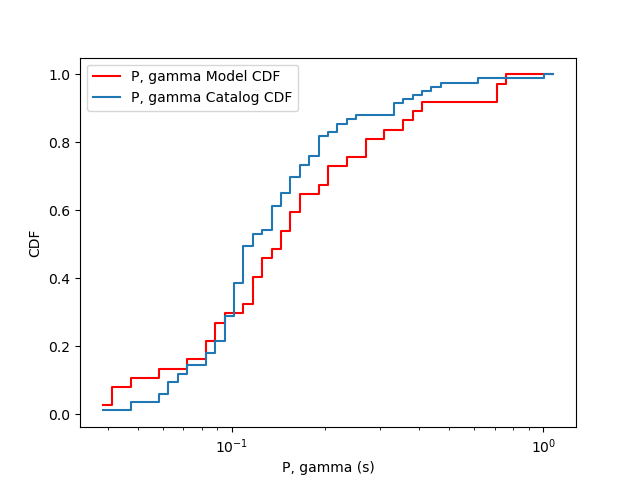 P, gamma Model CDF
P, gamma Catalog CDF
1.0
0.8
0.6
0.4
0.2
0.0
CDF
10⁻¹ 10⁰
P, gamma (s)